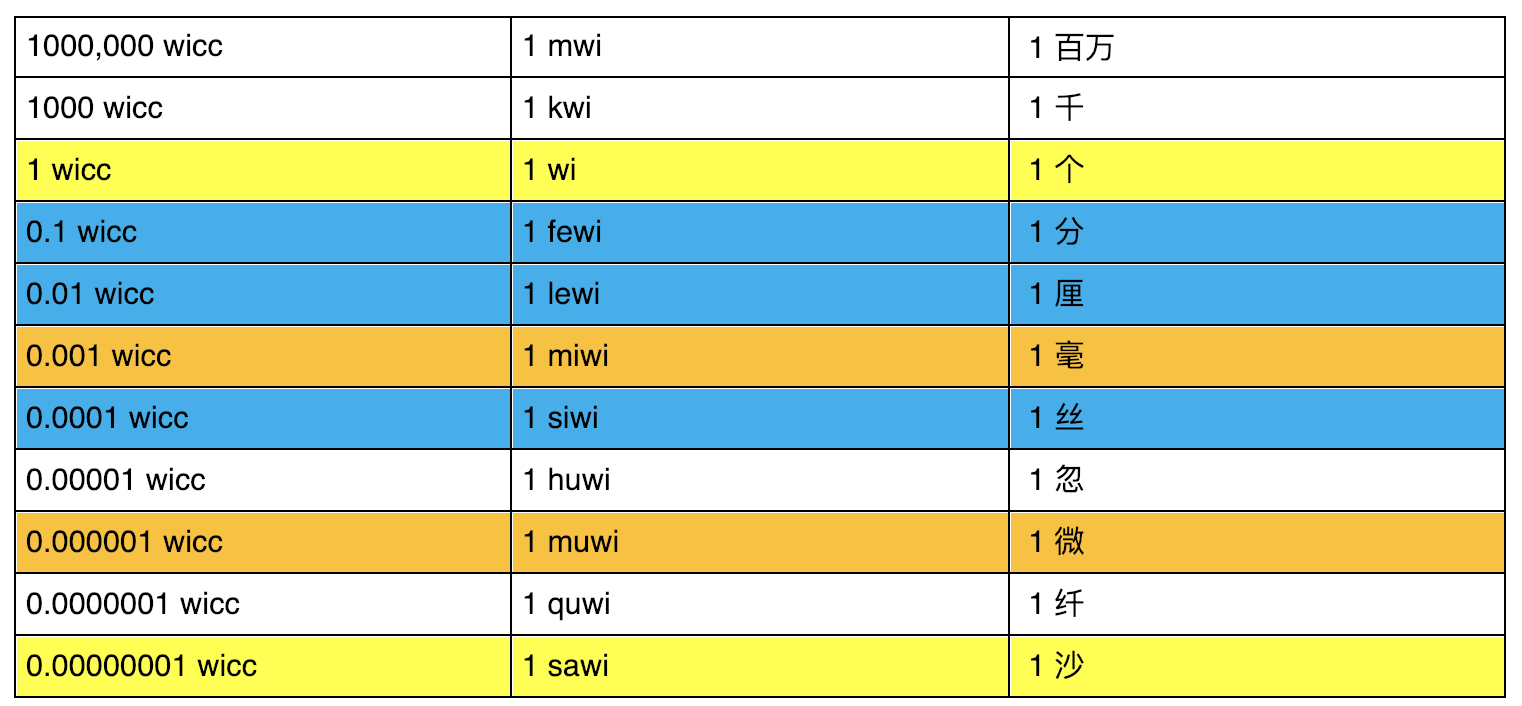 1000,000 wicc 1 mwi 1 百万
1000 wicc 1 kwi 1 千
1 wicc 1 wi 1 个
0.1 wicc 1 fewi 1 分
0.01 wicc 1 lewi 1 厘
0.001 wicc 1 miwi 1 毫
0.0001 wicc 1 siwi 1 丝
0.00001 wicc 1 huwi 1 忽
0.000001 wicc 1 muwi 1 微
0.0000001 wicc 1 quwi 1 纤
0.00000001 wicc 1 sawi 1 沙